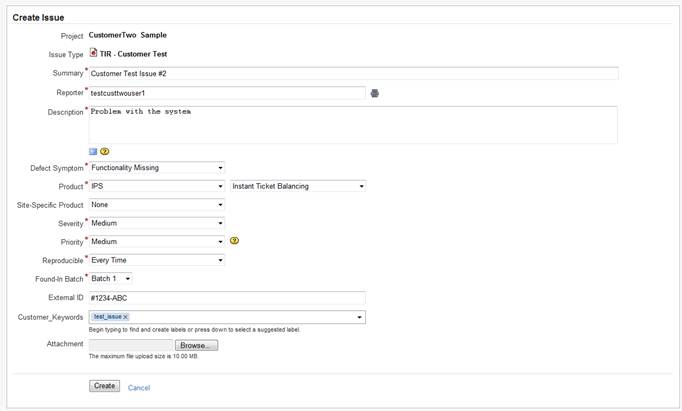 Create Issue
Project CustomerTwo Sample
Issue Type TIR - Customer Test
Summary * Customer Test Issue #2
Reporter * testcusttwouser1
Description * Problem with the system
Defect Symptom * Functionality Missing
Product * IPS Instant Ticket Balancing
Site-Specific Product None
Severity * Medium
Priority * Medium
Reproducible * Every Time
Found-In Batch * Batch 1
External ID #1234-ABC
Customer_Keywords test_issue x
Begin typing to find and create labels or press down to select a suggested label.
Attachment Browse...
The maximum file upload size is 10.00 MB.
Create Cancel